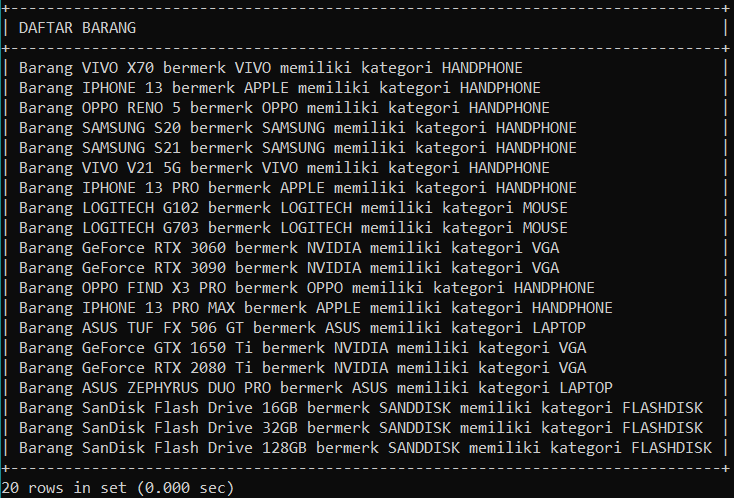 DAFTAR BARANG
Barang VIVO X70 bermerk VIVO memiliki kategori HANDPHONE
Barang IPHONE 13 bermerk APPLE memiliki kategori HANDPHONE
Barang OPPO RENO 5 bermerk OPPO memiliki kategori HANDPHONE
Barang SAMSUNG S20 bermerk SAMSUNG memiliki kategori HANDPHONE
Barang SAMSUNG S21 bermerk SAMSUNG memiliki kategori HANDPHONE
Barang VIVO V21 5G bermerk VIVO memiliki kategori HANDPHONE
Barang IPHONE 13 PRO bermerk APPLE memiliki kategori HANDPHONE
Barang LOGITECH G102 bermerk LOGITECH memiliki kategori MOUSE
Barang LOGITECH G703 bermerk LOGITECH memiliki kategori MOUSE
Barang GeForce RTX 3060 bermerk NVIDIA memiliki kategori VGA
Barang GeForce RTX 3090 bermerk NVIDIA memiliki kategori VGA
Barang OPPO FIND X3 PRO bermerk OPPO memiliki kategori HANDPHONE
Barang IPHONE 13 PRO MAX bermerk APPLE memiliki kategori HANDPHONE
Barang ASUS TUF FX 506 GT bermerk ASUS memiliki kategori LAPTOP
Barang GeForce GTX 1650 Ti bermerk NVIDIA memiliki kategori VGA
Barang GeForce RTX 2080 Ti bermerk NVIDIA memiliki kategori VGA
Barang ASUS ZEPHYRUS DUO PRO bermerk ASUS memiliki kategori LAPTOP
Barang SanDisk Flash Drive 16GB bermerk SANDDISK memiliki kategori FLASHDISK
Barang SanDisk Flash Drive 32GB bermerk SANDDISK memiliki kategori FLASHDISK
Barang SanDisk Flash Drive 128GB bermerk SANDDISK memiliki kategori FLASHDISK
20 rows in set (0.000 sec)